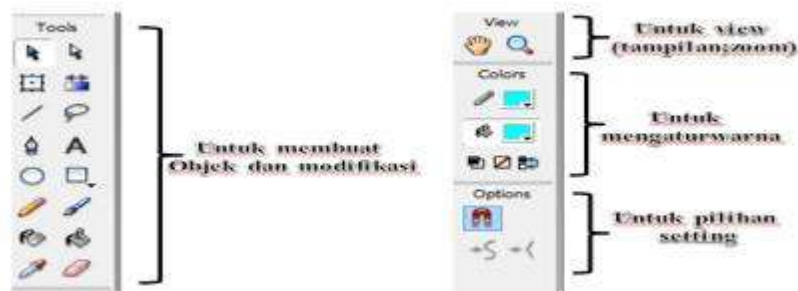 Tools
Untuk membuat
Objek dan modifikasi
View
Untuk view
(tampilan;zoom)
Colors
Untuk
mengaturwarna
Options
Untuk pilihan
setting